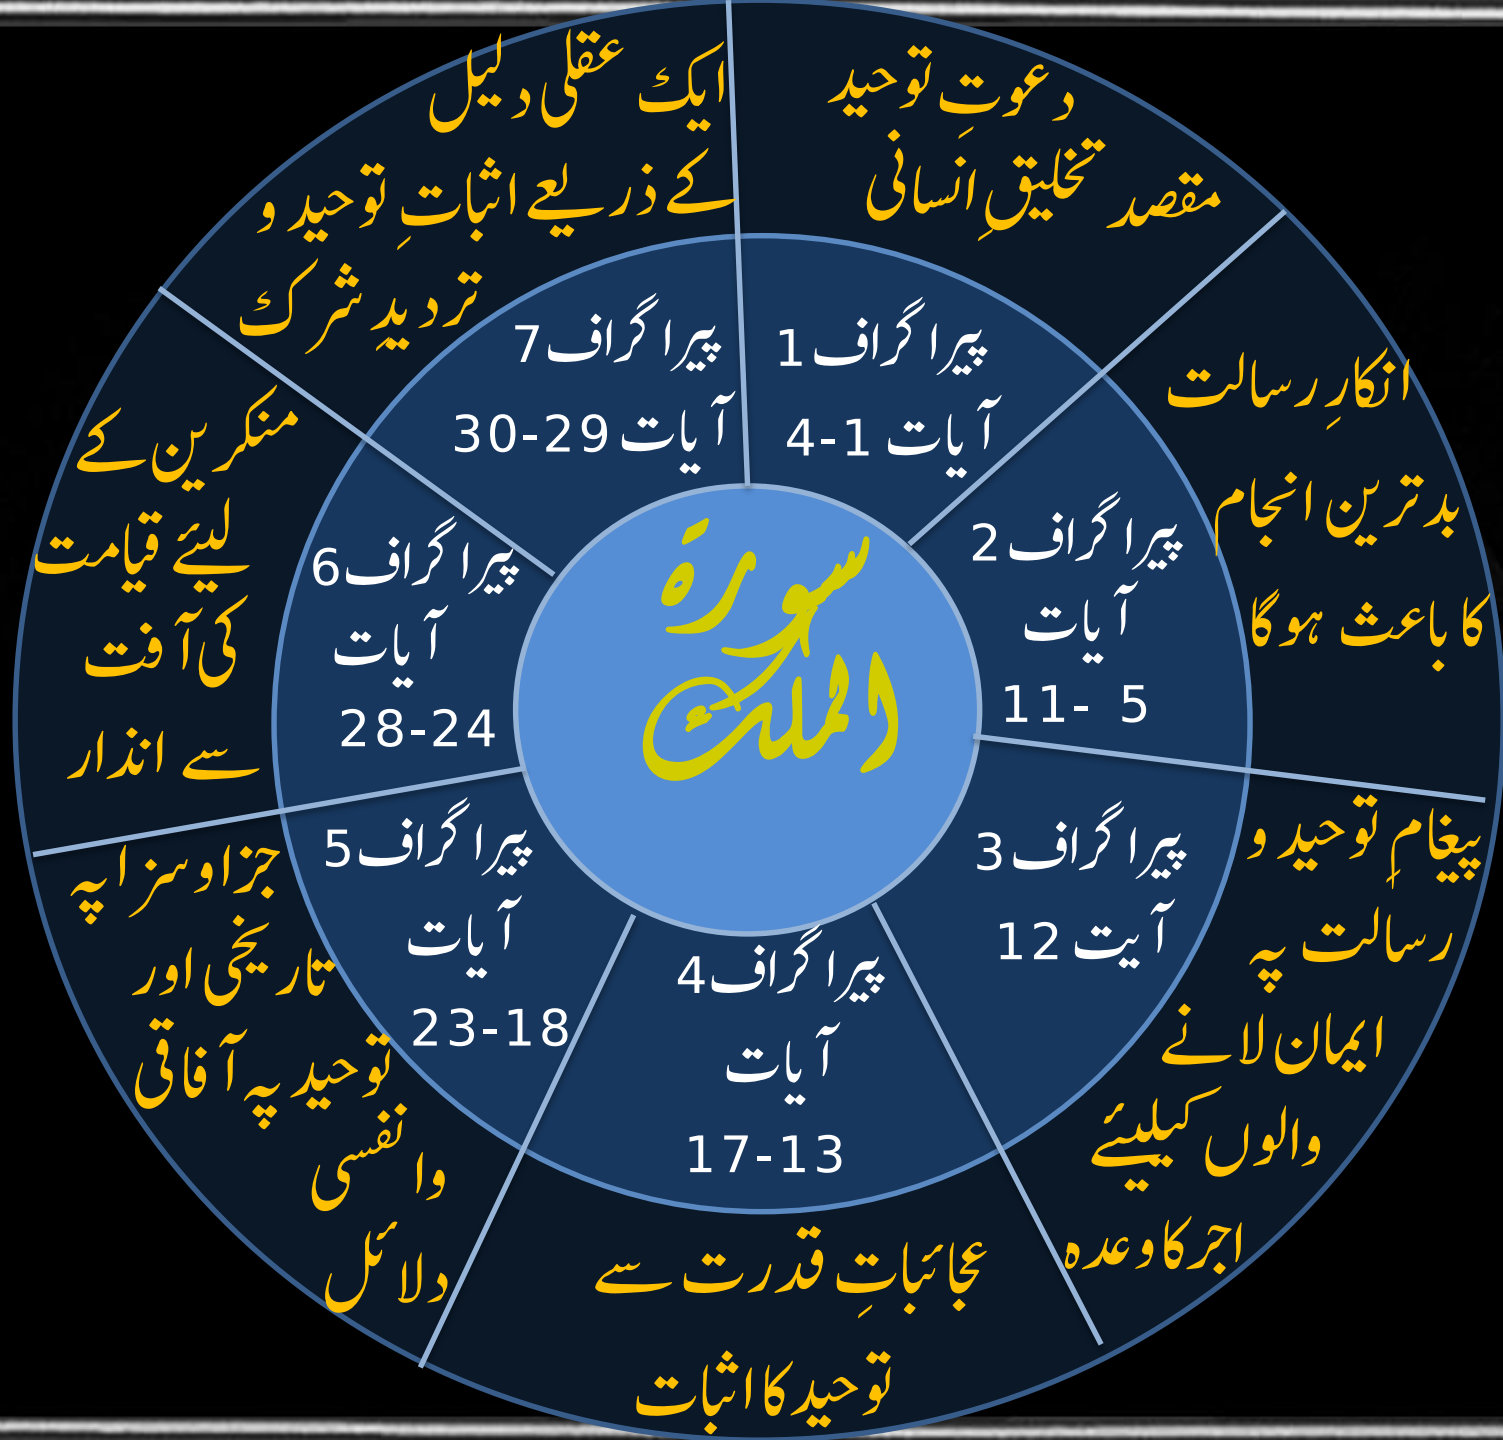 سورة
الملك
پیراگراف 1
آیات 1-4
دعوتِ توحید
مقصد تخلیقِ انسانی
پیراگراف 2
آیات
5 -11
انکارِ رسالت
بدترین انجام
کا باعث ہوگا
پیراگراف 3
آیت 12
پیغامِ توحید و
رسالت پہ
ایمان لانے
والوں کیلیئے
اجر کا وعدہ
پیراگراف 4
آیات
13-17
عجائباتِ قدرت سے
توحید کا اثبات
پیراگراف 5
آیات
18-23
جزا و سزا پہ
تاریخی اور
توحید پہ آفاقی
وانفسی
دلائل
پیراگراف 6
آیات
24-28
منکرین کے
لیئے قیامت
کی آفت
سے انذار
پیراگراف 7
آیات 29-30
ایک عقلی دلیل
کے ذریعے اثباتِ توحید و
تردیدِ شرک